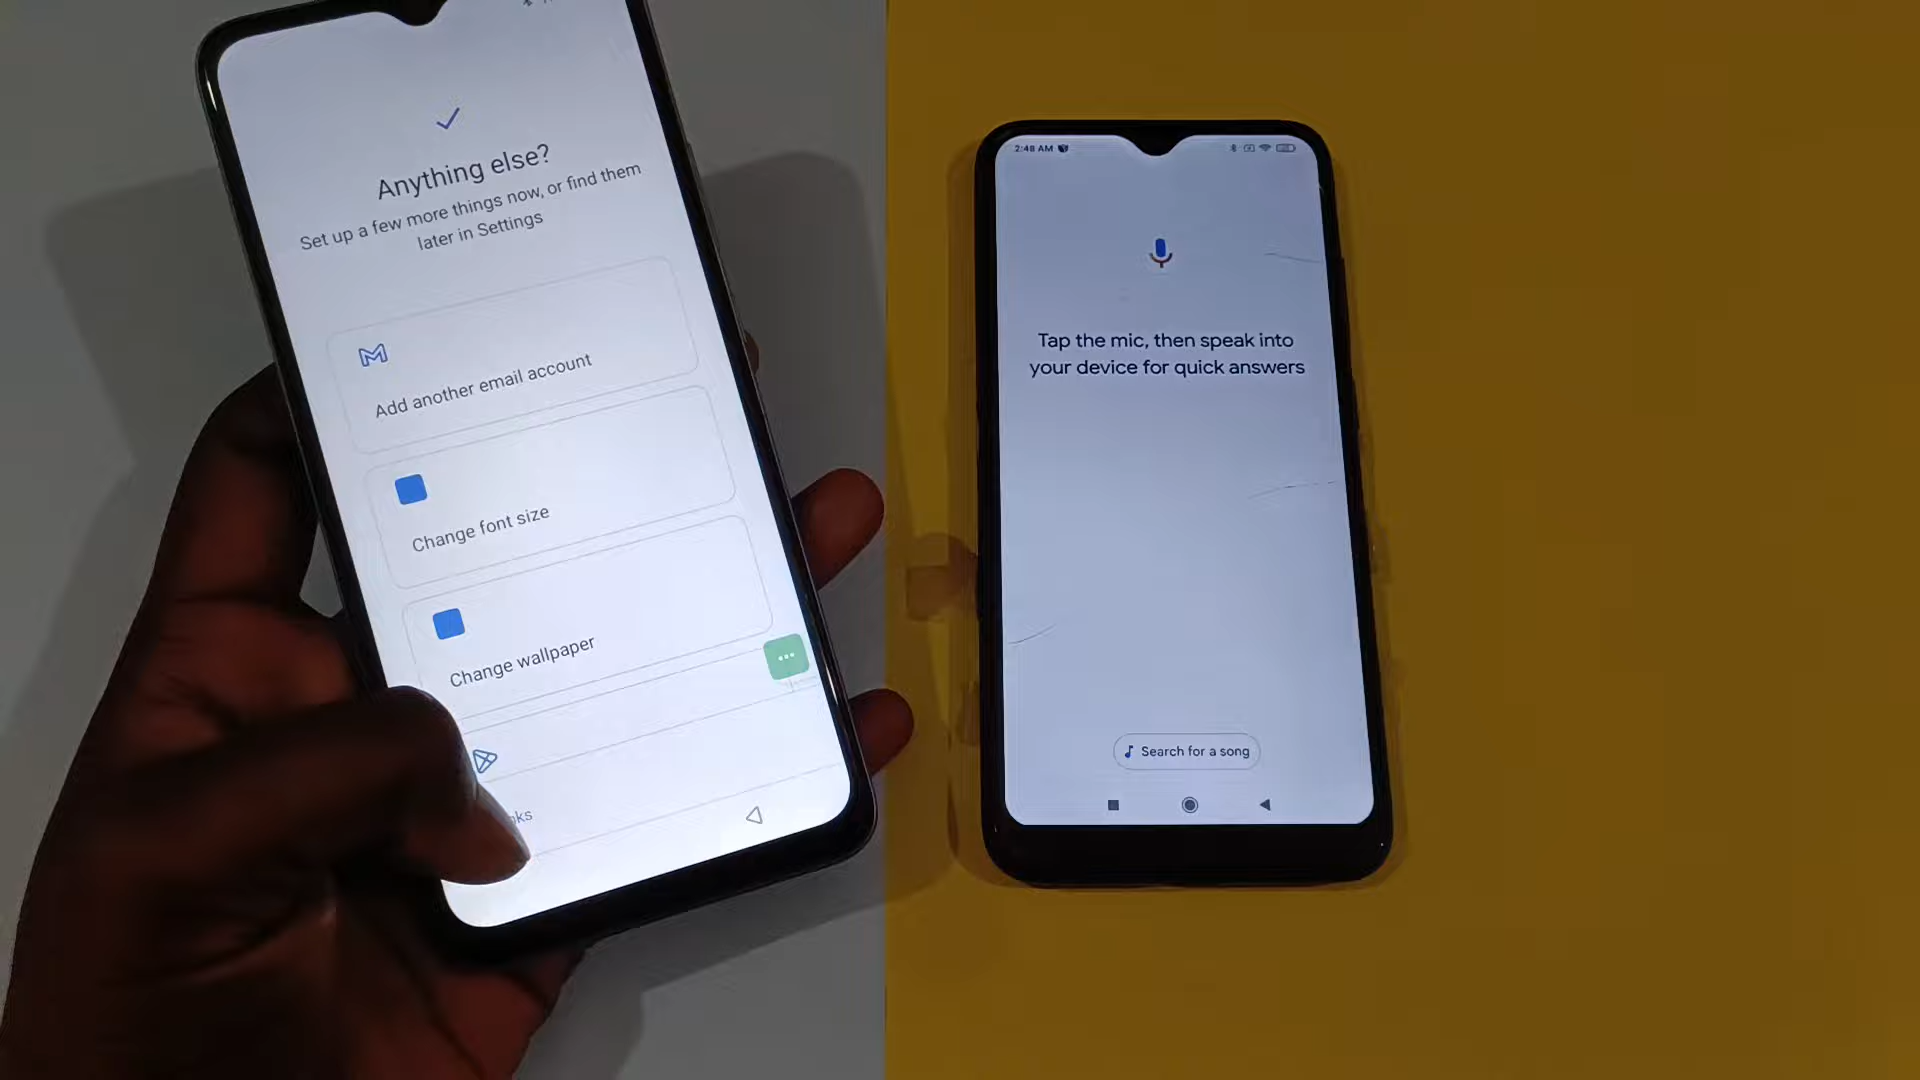 Anything else?
Set up a few more things now, or find them
later in Settings
Add another email account
Change font size
Change wallpaper
2:48 AM
Tap the mic, then speak into
your device for quick answers
Search for a song